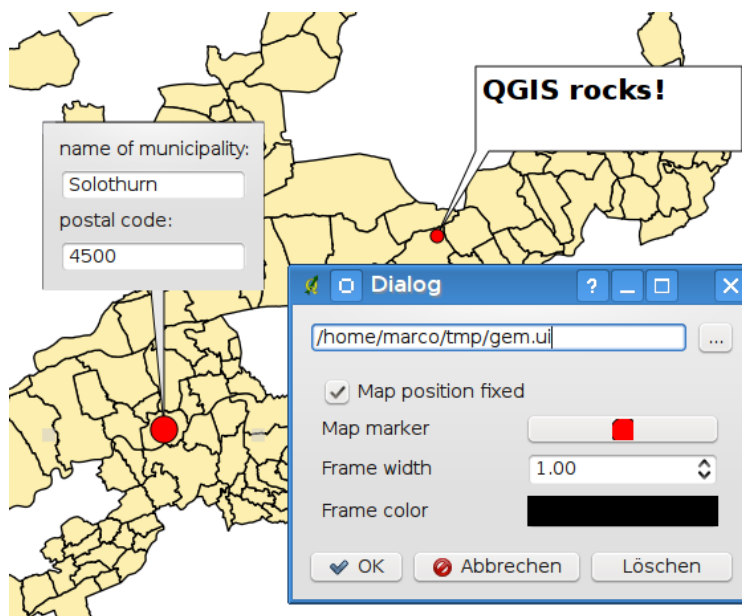 QGIS rocks!
name of municipality:
Solothurn
postal code:
4500
Dialog
?
/home/marco/tmp/gem.ui
...
Map position fixed
Map marker
Frame width
1.00
Frame color
OK
Abbrechen
Löschen